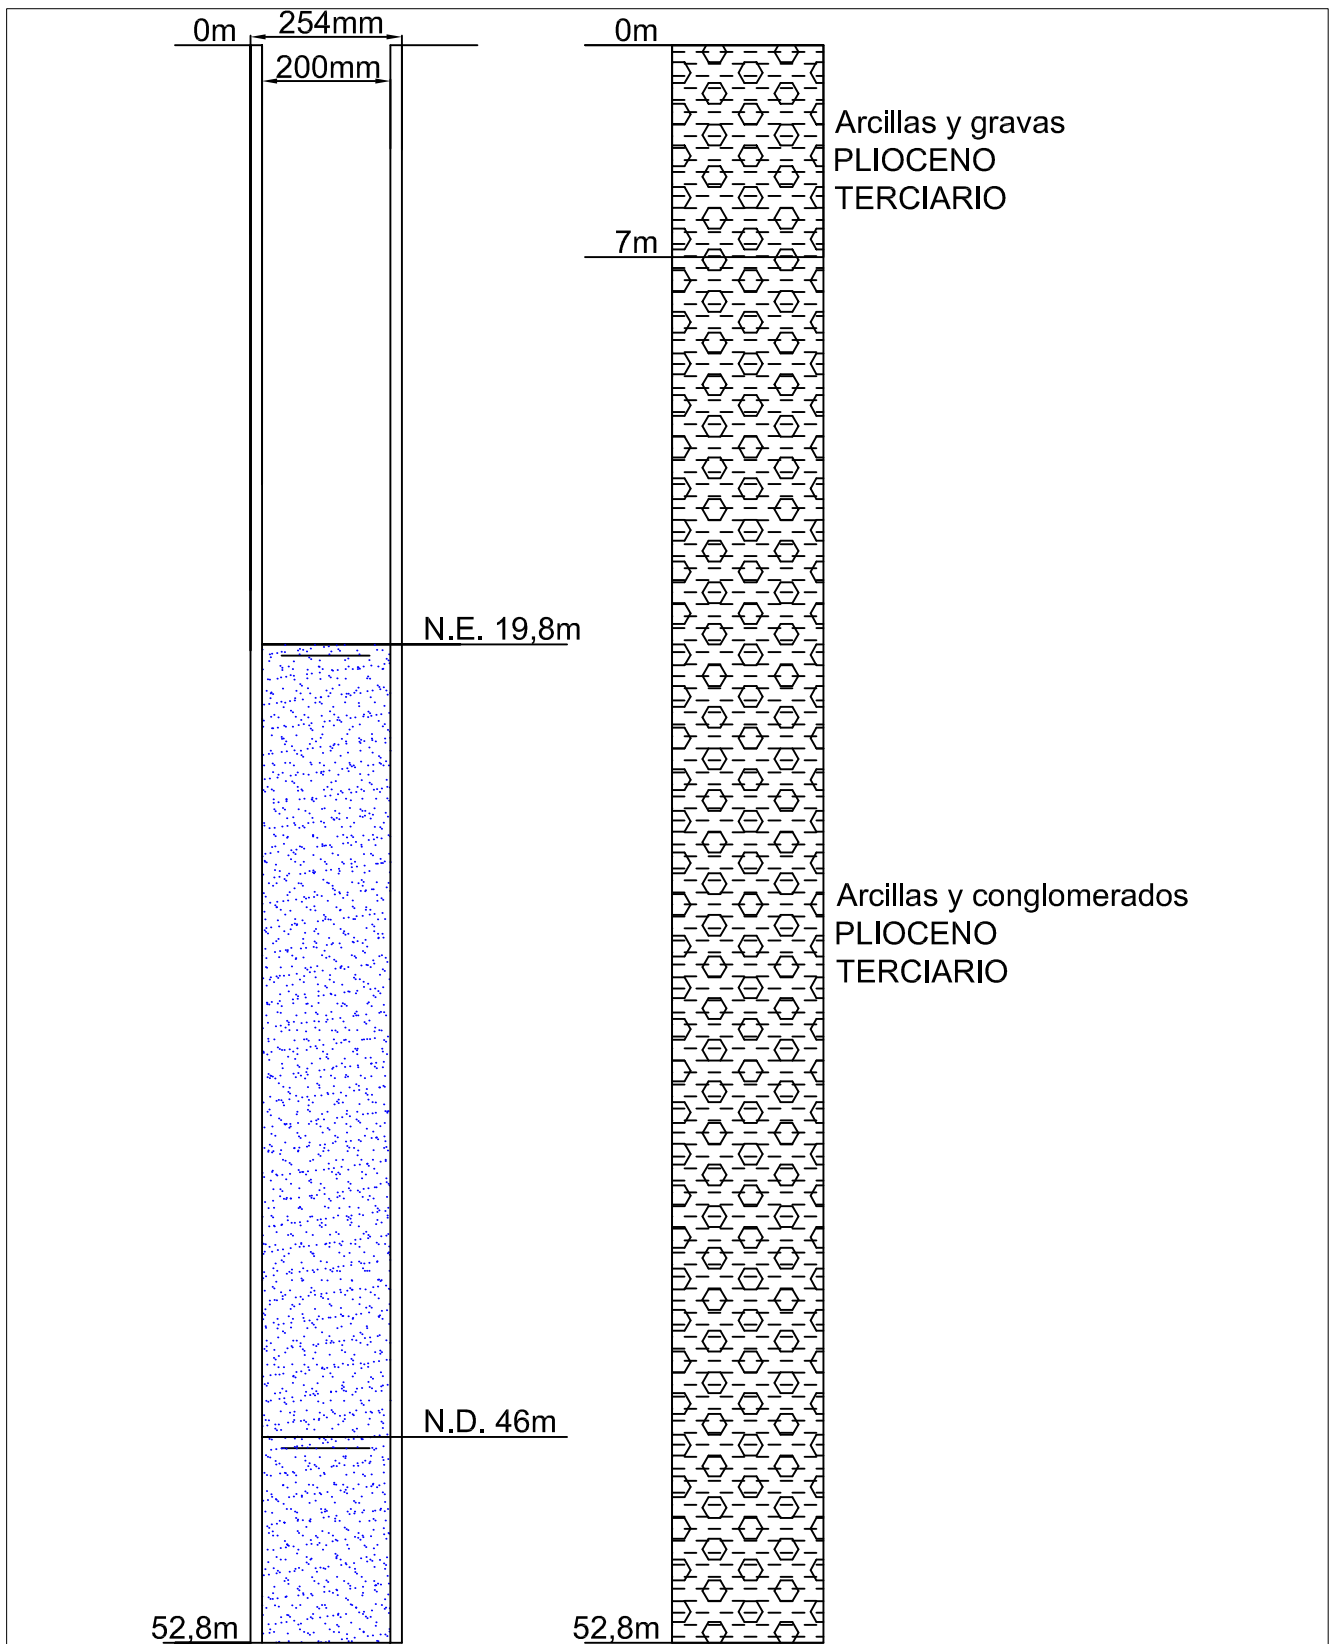 0m
254mm
200mm
N.E. 19,8m
N.D. 46m
52,8m
0m
Arcillas y gravas
PLIOCENO
TERCIARIO
7m
Arcillas y conglomerados
PLIOCENO
TERCIARIO
52,8m